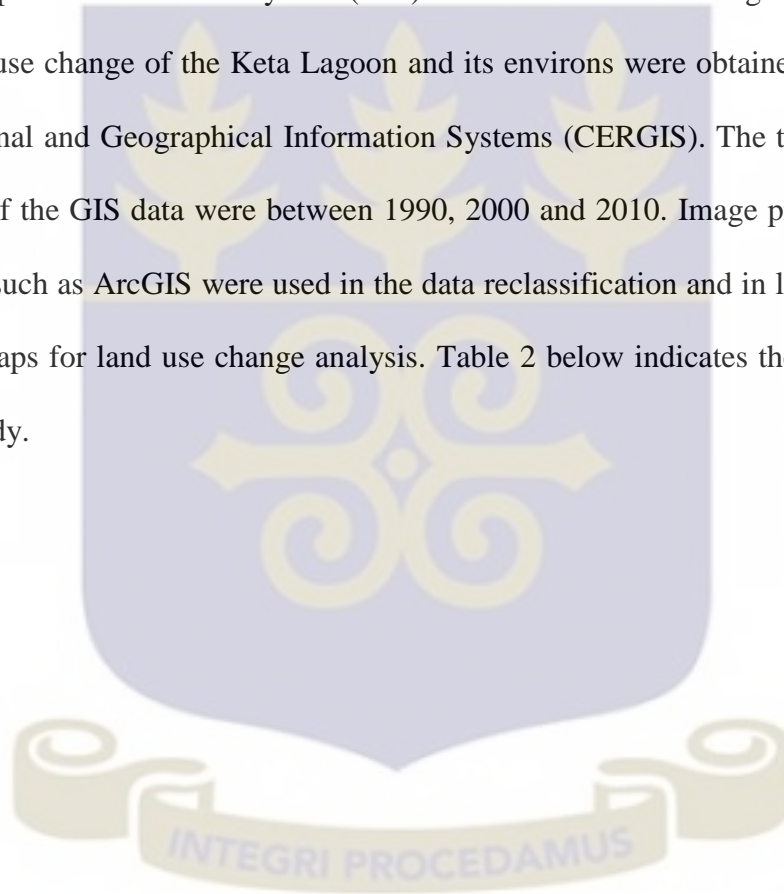 use change of the Keta Lagoon and its environs were obtaine
nal and Geographical Information Systems (CERGIS). The t
f the GIS data were between 1990, 2000 and 2010. Image p
such as ArcGIS were used in the data reclassification and in l
aps for land use change analysis. Table 2 below indicates th
dy.
INTEGRI PROCEDAMUS